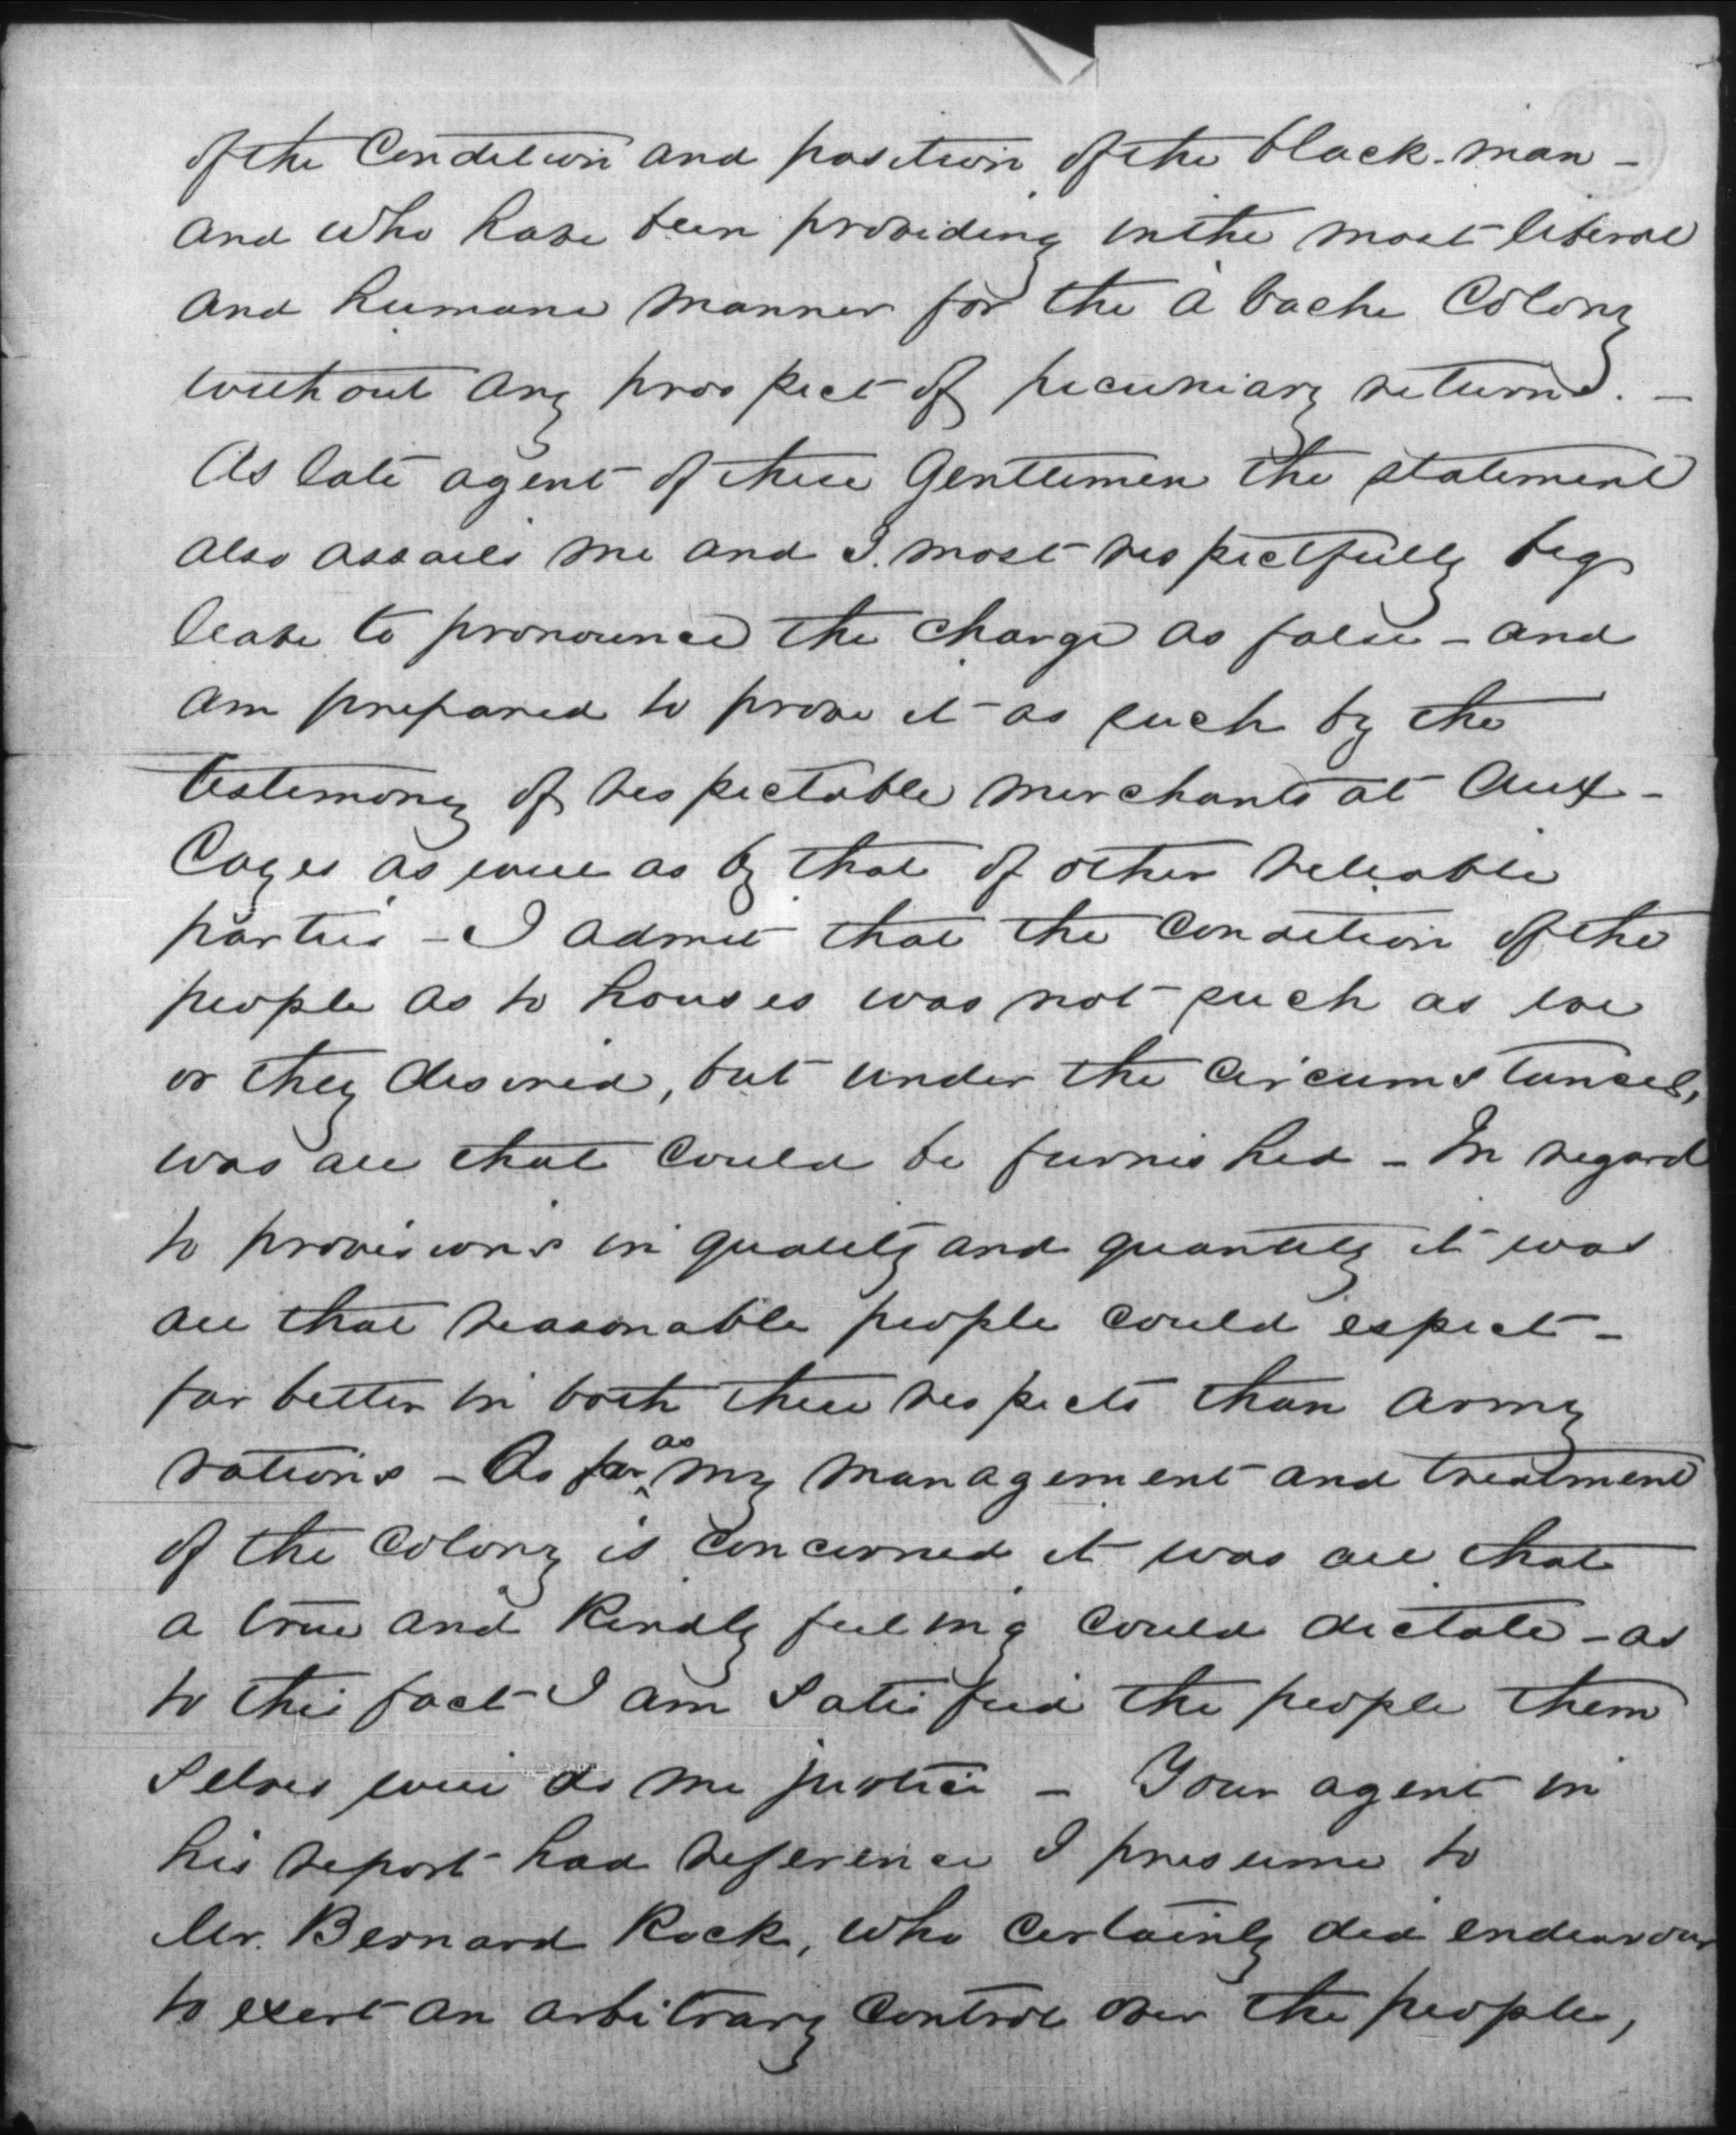 of the Condition and position of the black-man -
and who have been providing in the most liberal
and humane manner for the A'Vache Colony
without any prospect of pecuniary returns. -
As late agent of these Gentlemen the statement
also assails me and I most respectfully beg
leave to pronounce the charge as false - and
am prepared to prove it as such by the
testimony of respectable merchants at Aux-
Cayes as well as by that of other reliable
parties - I admit that the condition of the
people as to houses was not such as we
or they desired, but under the circumstances,
was all that could be furnished - In regard
to provisions in quality and quantity it was
all that reasonable people could expect -
far better in both these respects than army
rations - As far as my management and treatment
of the colony is concerned it was all that
a true and kindly feeling could dictate - as
to this fact I am satisfied the people them
selves will do me justice - Your agent in
his report had reference I presume to
Mr. Bernard Kock, who certainly did endeavour
to exert an arbitrary control over the people,